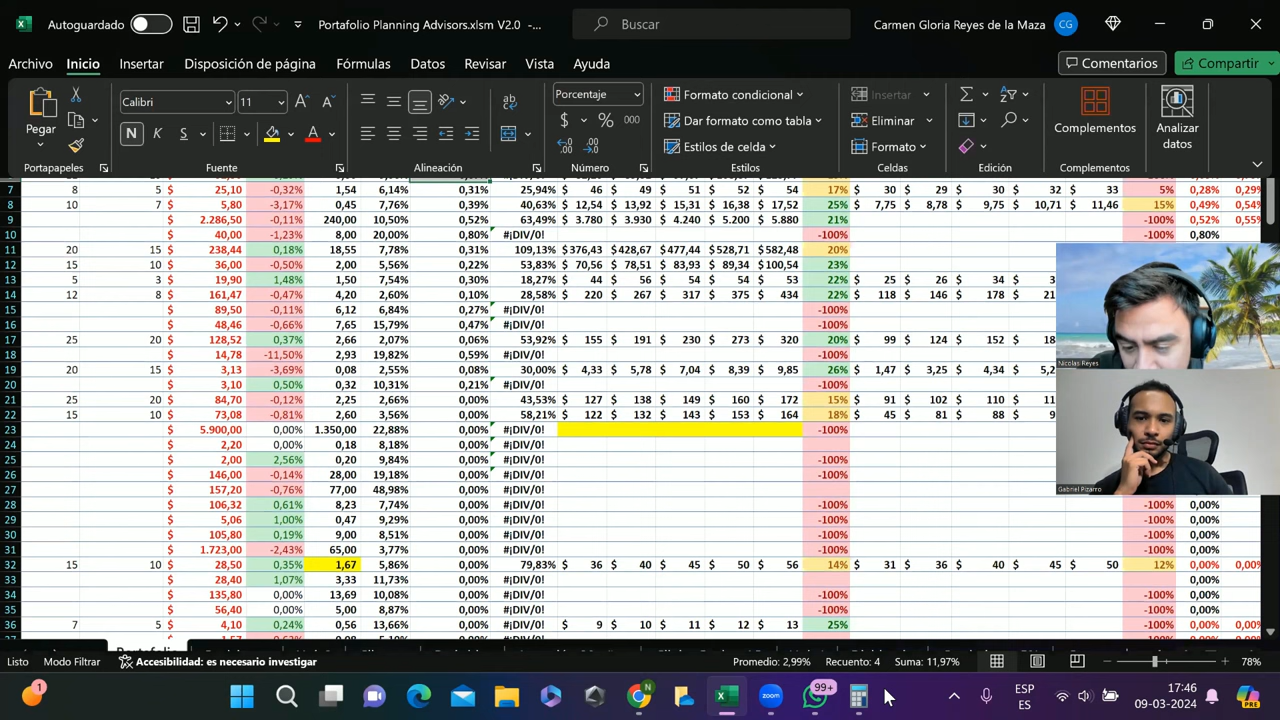 Autoguardado Portafolio Planning Advisors.xlsm V2.0 -... Buscar Carmen Gloria Reyes de la Maza CG
Archivo Inicio Insertar Disposición de página Fórmulas Datos Revisar Vista Ayuda Comentarios Compartir
Pegar
Calibri 11
N K S
Porcentaje
$ % 000
Formato condicional
Dar formato como tabla
Estilos de celda
Insertar
Eliminar
Formato
Complementos
Analizar datos
Portapapeles Fuente Alineación Número Estilos Celdas Edición Complementos
7 8 5 $ 25,10 -0,32% 1,54 6,14% 0,31% 25,94% $ 46 $ 49 $ 51 $ 52 $ 54 17% $ 30 $ 29 $ 30 $ 32 $ 33 5% 0,28% 0,29%
8 10 7 $ 5,80 -3,17% 0,45 7,76% 0,39% 40,63% $ 12,54 $ 13,92 $ 15,31 $ 16,38 $ 17,52 25% $ 7,75 $ 8,78 $ 9,75 $ 10,71 $ 11,46 15% 0,49% 0,54%
9 $ 2.286,50 -0,11% 240,00 10,50% 0,52% 63,49% $ 3.780 $ 3.930 $ 4.240 $ 5.200 $ 5.880 21% -100% 0,52% 0,55%
10 $ 40,00 -1,23% 8,00 20,00% 0,80% #¡DIV/0! -100% -100% 0,80%
11 20 15 $ 238,44 0,18% 18,55 7,78% 0,31% 109,13% $ 376,43 $ 428,67 $ 477,44 $ 528,71 $ 582,48 20%
12 15 10 $ 36,00 -0,50% 2,00 5,56% 0,22% 53,83% $ 70,56 $ 78,51 $ 83,93 $ 89,34 $ 100,54 23%
13 5 3 $ 19,90 1,48% 1,50 7,54% 0,30% 18,27% $ 44 $ 56 $ 54 $ 54 $ 53 22% $ 25 $ 26 $ 34 $ 3
14 12 8 $ 161,47 -0,47% 4,20 2,60% 0,10% 28,58% $ 220 $ 267 $ 317 $ 375 $ 434 22% $ 118 $ 146 $ 178 $ 21
15 $ 89,50 -0,11% 6,12 6,84% 0,27% #¡DIV/0! -100%
16 $ 48,46 -0,66% 7,65 15,79% 0,47% #¡DIV/0! -100%
17 25 20 $ 128,52 0,37% 2,66 2,07% 0,06% 53,92% $ 155 $ 191 $ 230 $ 273 $ 320 20% $ 99 $ 124 $ 152 $ 18
18 $ 14,78 -11,50% 2,93 19,82% 0,59% #¡DIV/0! -100%
19 20 15 $ 3,13 -3,69% 0,08 2,55% 0,08% 30,00% $ 4,33 $ 5,78 $ 7,04 $ 8,39 $ 9,85 26% $ 1,47 $ 3,25 $ 4,34 $ 5,2
Nicolas Reyes
20 $ 3,10 0,50% 0,32 10,31% 0,21% #¡DIV/0! -100%
21 25 20 $ 84,70 -0,12% 2,25 2,66% 0,00% 43,53% $ 127 $ 138 $ 149 $ 160 $ 172 15% $ 91 $ 102 $ 110 $ 11
22 15 10 $ 73,08 -0,81% 2,60 3,56% 0,00% 58,21% $ 122 $ 132 $ 143 $ 153 $ 164 18% $ 45 $ 81 $ 88 $ 9
23 $ 5.900,00 0,00% 1.350,00 22,88% 0,00% #¡DIV/0! -100%
24 $ 2,20 0,00% 0,18 8,18% 0,00% #¡DIV/0!
25 $ 2,00 2,56% 0,20 9,84% 0,00% #¡DIV/0! -100%
26 $ 146,00 -0,14% 28,00 19,18% 0,00% #¡DIV/0! -100%
27 $ 157,20 -0,76% 77,00 48,98% 0,00% #¡DIV/0!
Gabriel Pizarro
28 $ 106,32 0,61% 8,23 7,74% 0,00% #¡DIV/0! -100% -100% 0,00%
29 $ 5,06 1,00% 0,47 9,29% 0,00% #¡DIV/0! -100% -100% 0,00%
30 $ 105,80 0,19% 9,00 8,51% 0,00% #¡DIV/0! -100% -100% 0,00%
31 $ 1.723,00 -2,43% 65,00 3,77% 0,00% #¡DIV/0! -100% -100% 0,00%
32 15 10 $ 28,50 0,35% 1,67 5,86% 0,00% 79,83% $ 36 $ 40 $ 45 $ 50 $ 56 14% $ 31 $ 36 $ 40 $ 45 $ 50 12% 0,00% 0,00%
33 $ 28,40 1,07% 3,33 11,73% 0,00% #¡DIV/0! 0,00%
34 $ 135,80 0,00% 13,69 10,08% 0,00% #¡DIV/0! -100% -100% 0,00%
35 $ 56,40 0,00% 5,00 8,87% 0,00% #¡DIV/0! -100% -100% 0,00%
36 7 5 $ 4,10 0,24% 0,56 13,66% 0,00% $ 9 $ 10 $ 11 $ 12 $ 13 25% -100% 0,00% 0,00%
Listo Modo Filtrar Accesibilidad: es necesario investigar Promedio: 2,99% Recuento: 4 Suma: 11,97% 78%
1 N zoom 99+ ESP ES 17:46 09-03-2024 PRE